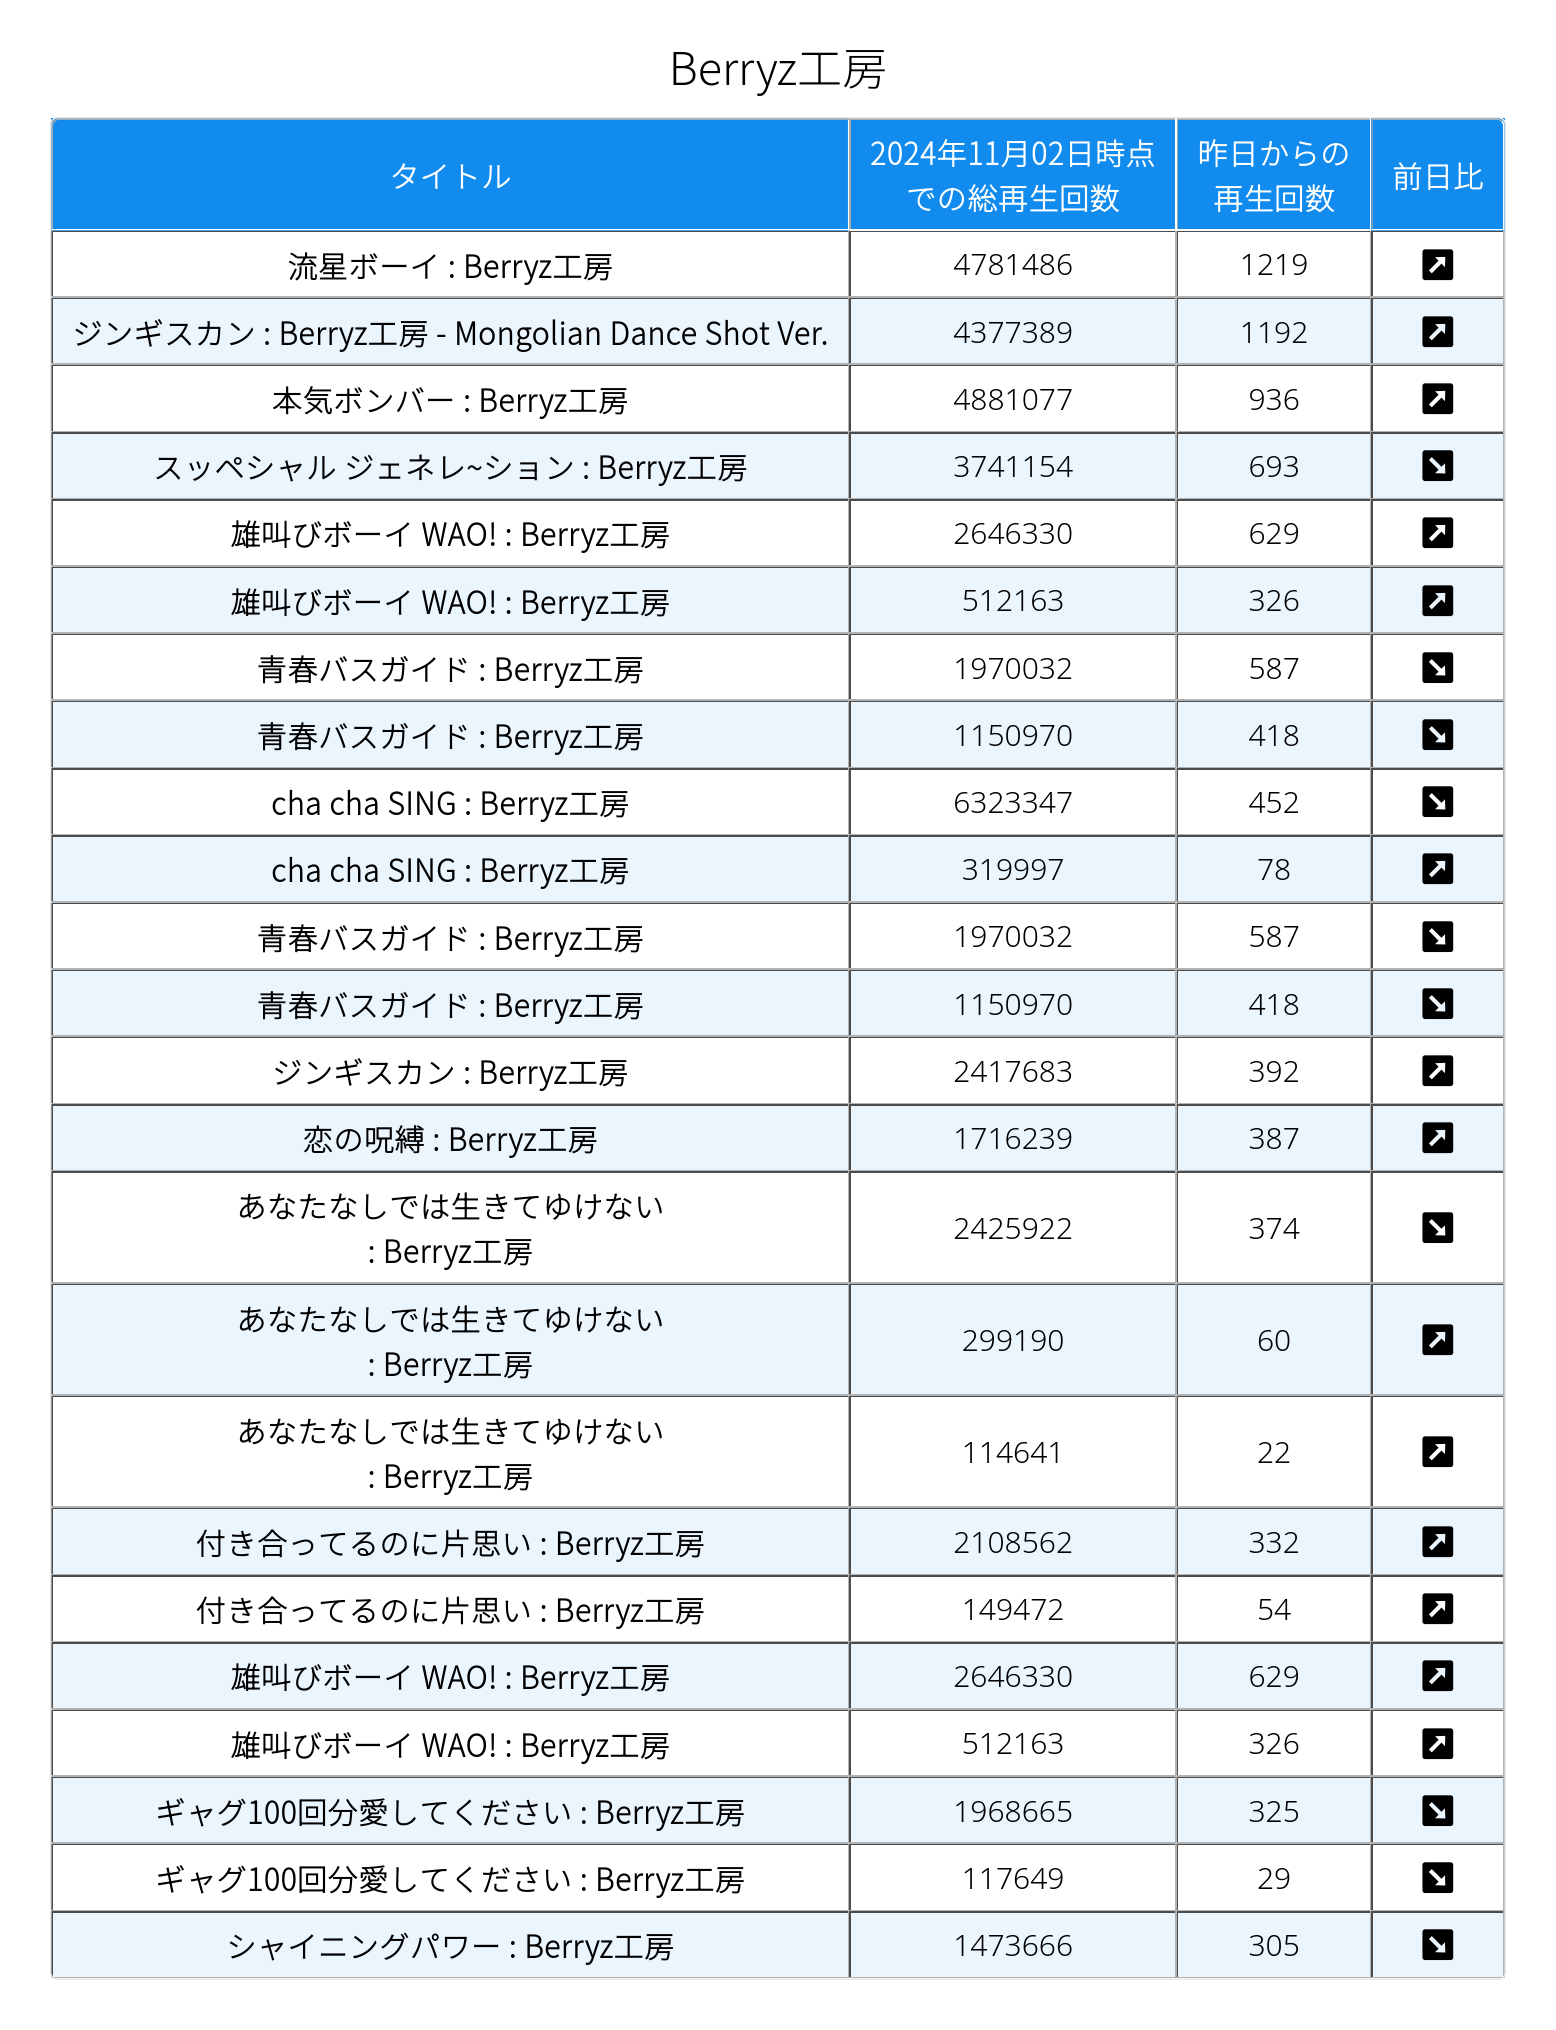 Berryz工房
タイトル 2024年11月02日時点での総再生回数 昨日からの再生回数 前日比
流星ボーイ : Berryz工房 4781486 1219 ↗
ジンギスカン : Berryz工房 - Mongolian Dance Shot Ver. 4377389 1192 ↗
本気ボンバー : Berryz工房 4881077 936 ↗
スッペシャル ジェネレ~ション : Berryz工房 3741154 693 ↘
雄叫びボーイ WAO! : Berryz工房 2646330 629 ↗
雄叫びボーイ WAO! : Berryz工房 512163 326 ↗
青春バスガイド : Berryz工房 1970032 587 ↘
青春バスガイド : Berryz工房 1150970 418 ↘
cha cha SING : Berryz工房 6323347 452 ↘
cha cha SING : Berryz工房 319997 78 ↗
青春バスガイド : Berryz工房 1970032 587 ↘
青春バスガイド : Berryz工房 1150970 418 ↘
ジンギスカン : Berryz工房 2417683 392 ↗
恋の呪縛 : Berryz工房 1716239 387 ↗
あなたなしでは生きてゆけない : Berryz工房 2425922 374 ↘
あなたなしでは生きてゆけない : Berryz工房 299190 60 ↗
あなたなしでは生きてゆけない : Berryz工房 114641 22 ↗
付き合ってるのに片思い : Berryz工房 2108562 332 ↗
付き合ってるのに片思い : Berryz工房 149472 54 ↗
雄叫びボーイ WAO! : Berryz工房 2646330 629 ↗
雄叫びボーイ WAO! : Berryz工房 512163 326 ↗
ギャグ100回分愛してください : Berryz工房 1968665 325 ↘
ギャグ100回分愛してください : Berryz工房 117649 29 ↘
シャイニングパワー : Berryz工房 1473666 305 ↘